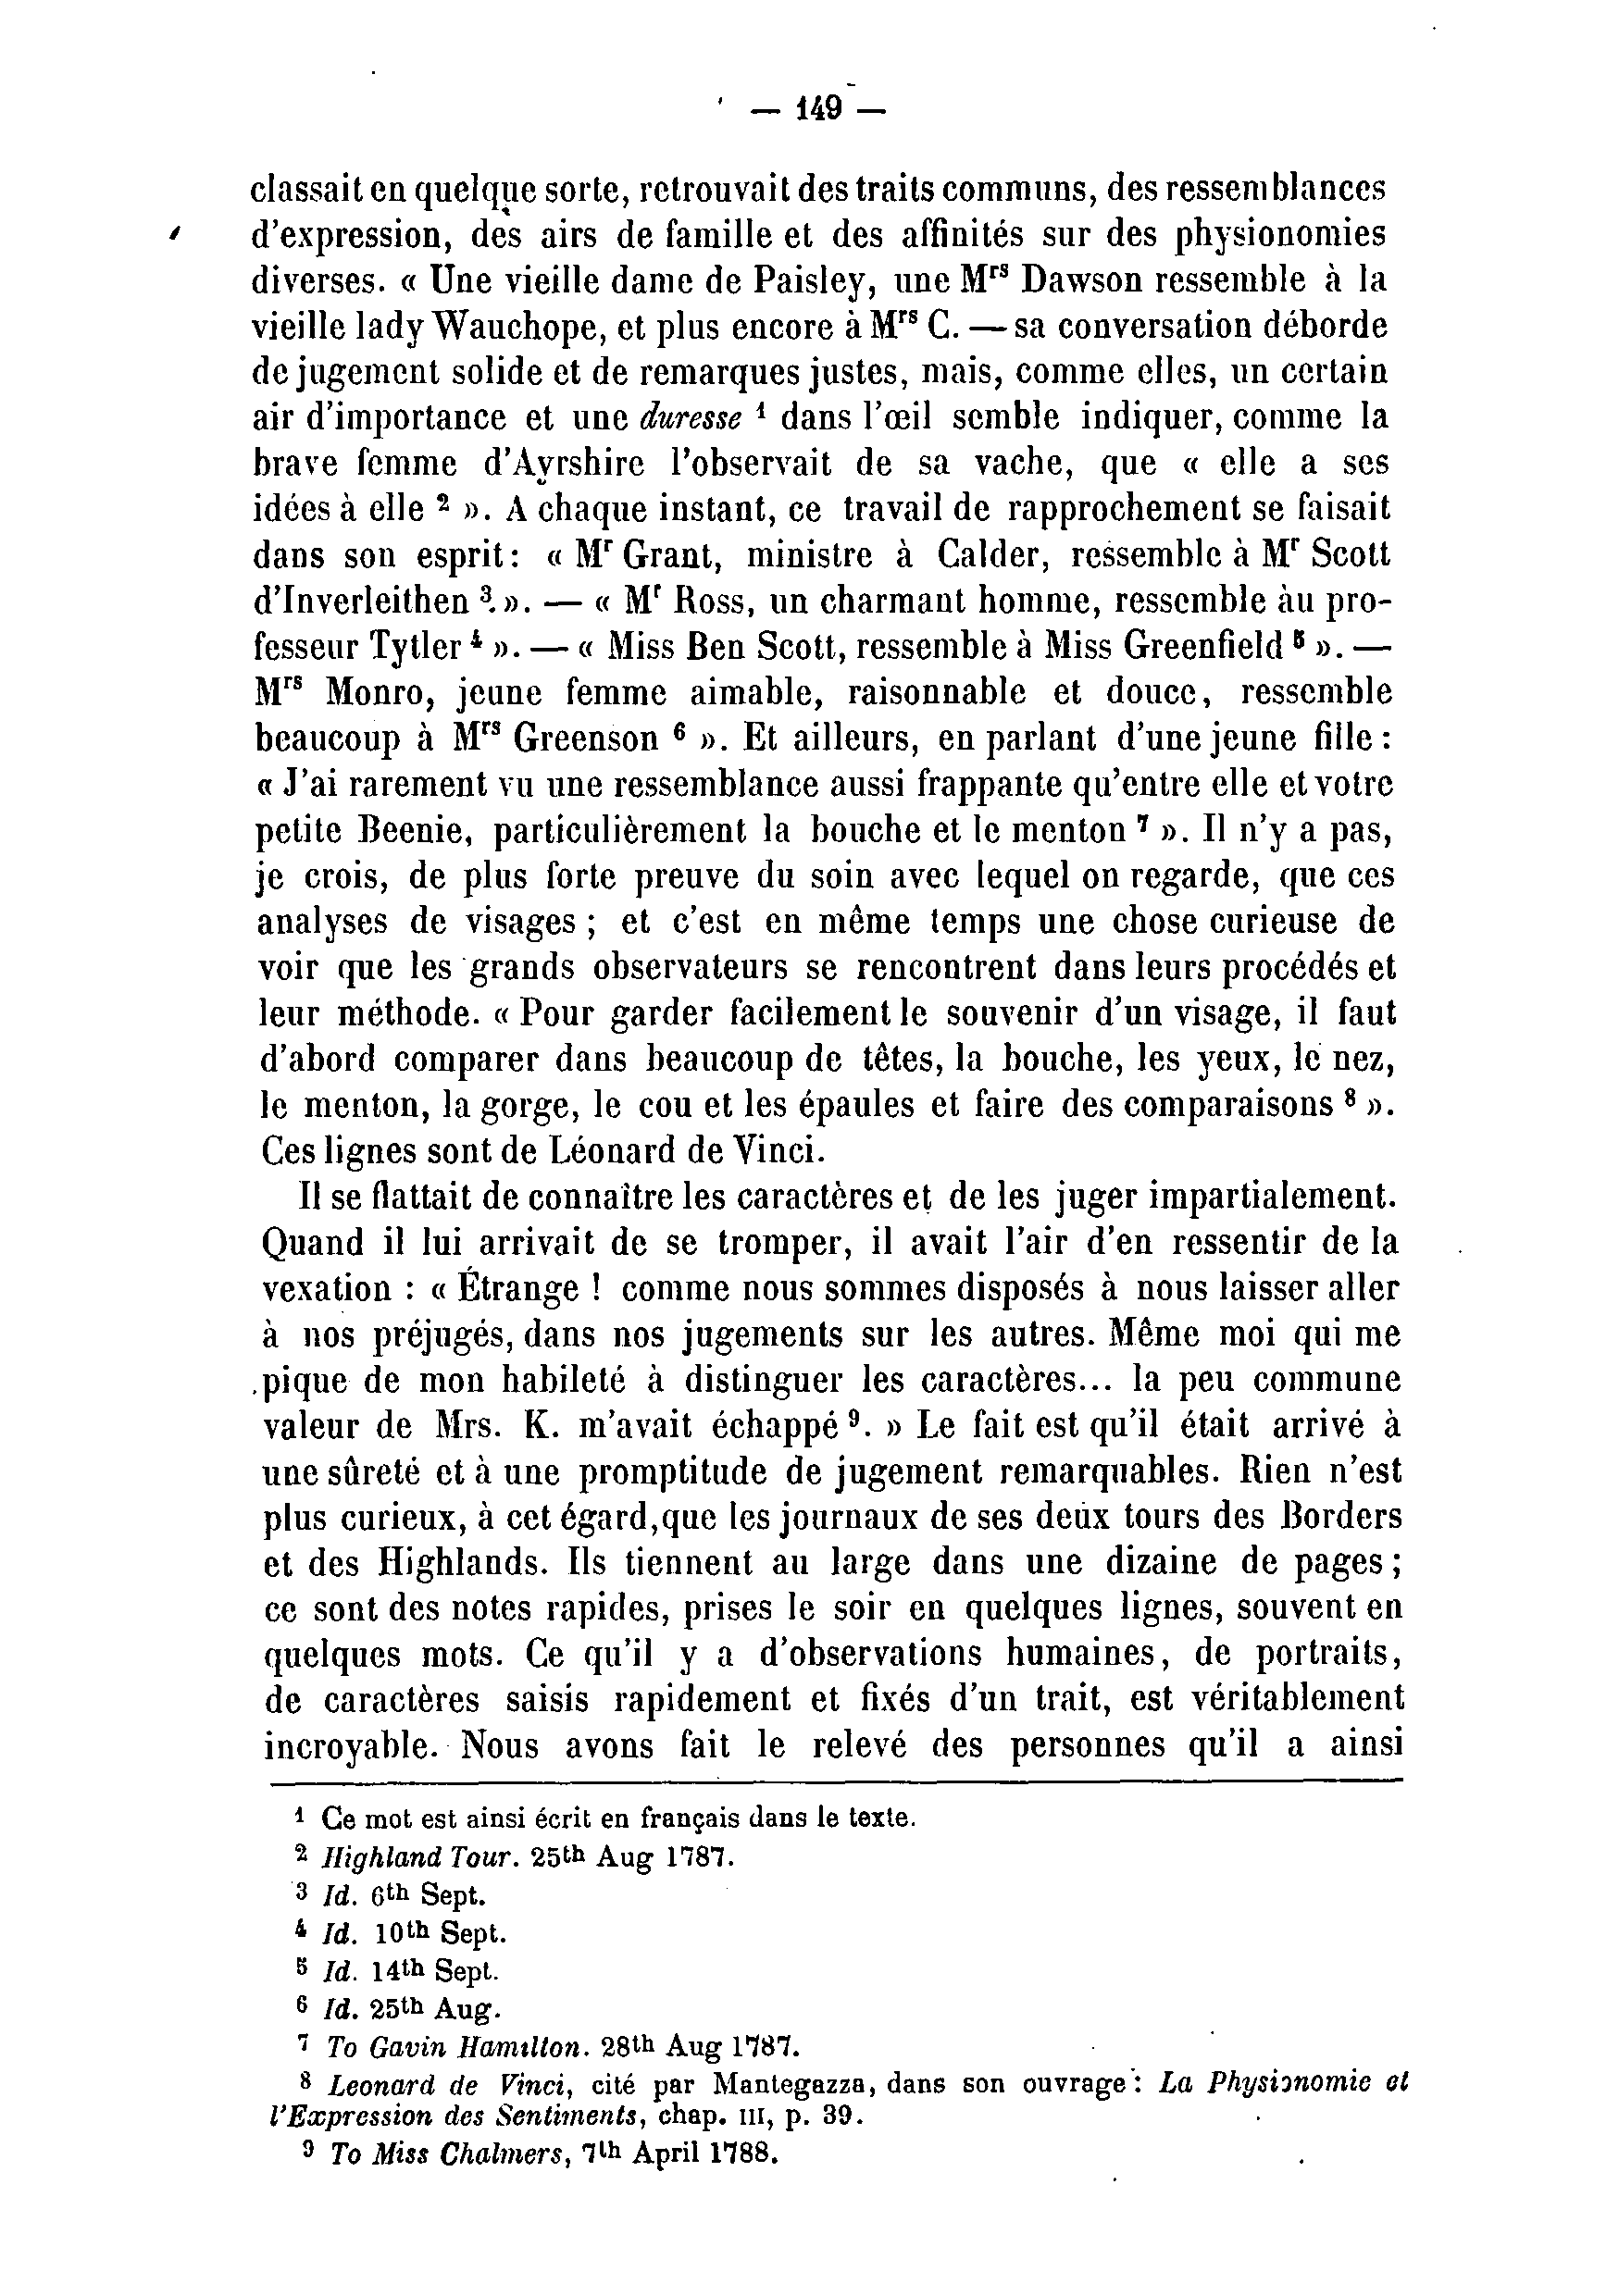 — 149 —
classait en quelque sorte, retrouvait des traits communs, des ressemblances
d'expression, des airs de famille et des affinités sur des physionomies
diverses. « Une vieille dame de Paisley, une Mrs Dawson ressemble à la
vieille lady Wauchope, et plus encore à Mrs C. — sa conversation déborde
de jugement solide et de remarques justes, mais, comme elles, un certain
air d'importance et une duresse ¹ dans l'œil semble indiquer, comme la
brave femme d'Ayrshire l'observait de sa vache, que « elle a ses
idées à elle ² ». A chaque instant, ce travail de rapprochement se faisait
dans son esprit : « Mr Grant, ministre à Calder, ressemble à Mr Scott
d'Inverleithen ³ ». — « Mr Ross, un charmant homme, ressemble au pro-
fesseur Tytler ⁴ ». — « Miss Ben Scott, ressemble à Miss Greenfield ⁵ ». —
Mrs Monro, jeune femme aimable, raisonnable et douce, ressemble
beaucoup à Mrs Greenson ⁶ ». Et ailleurs, en parlant d'une jeune fille :
« J'ai rarement vu une ressemblance aussi frappante qu'entre elle et votre
petite Beenie, particulièrement la bouche et le menton ⁷ ». Il n'y a pas,
je crois, de plus forte preuve du soin avec lequel on regarde, que ces
analyses de visages ; et c'est en même temps une chose curieuse de
voir que les grands observateurs se rencontrent dans leurs procédés et
leur méthode. « Pour garder facilement le souvenir d'un visage, il faut
d'abord comparer dans beaucoup de têtes, la bouche, les yeux, le nez,
le menton, la gorge, le cou et les épaules et faire des comparaisons ⁸ ».
Ces lignes sont de Léonard de Vinci.
Il se flattait de connaître les caractères et de les juger impartialement.
Quand il lui arrivait de se tromper, il avait l'air d'en ressentir de la
vexation : « Étrange ! comme nous sommes disposés à nous laisser aller
à nos préjugés, dans nos jugements sur les autres. Même moi qui me
pique de mon habileté à distinguer les caractères... la peu commune
valeur de Mrs. K. m'avait échappé ⁹. » Le fait est qu'il était arrivé à
une sûreté et à une promptitude de jugement remarquables. Rien n'est
plus curieux, à cet égard, que les journaux de ses deux tours des Borders
et des Highlands. Ils tiennent au large dans une dizaine de pages ;
ce sont des notes rapides, prises le soir en quelques lignes, souvent en
quelques mots. Ce qu'il y a d'observations humaines, de portraits,
de caractères saisis rapidement et fixés d'un trait, est véritablement
incroyable. Nous avons fait le relevé des personnes qu'il a ainsi
¹ Ce mot est ainsi écrit en français dans le texte.
² Highland Tour. 25th Aug 1787.
³ Id. 6th Sept.
⁴ Id. 10th Sept.
⁵ Id. 14th Sept.
⁶ Id. 25th Aug.
⁷ To Gavin Hamilton. 28th Aug 1787.
⁸ Leonard de Vinci, cité par Mantegazza, dans son ouvrage : La Physionomie et
l'Expression des Sentiments, chap. III, p. 39.
⁹ To Miss Chalmers, 7th April 1788.